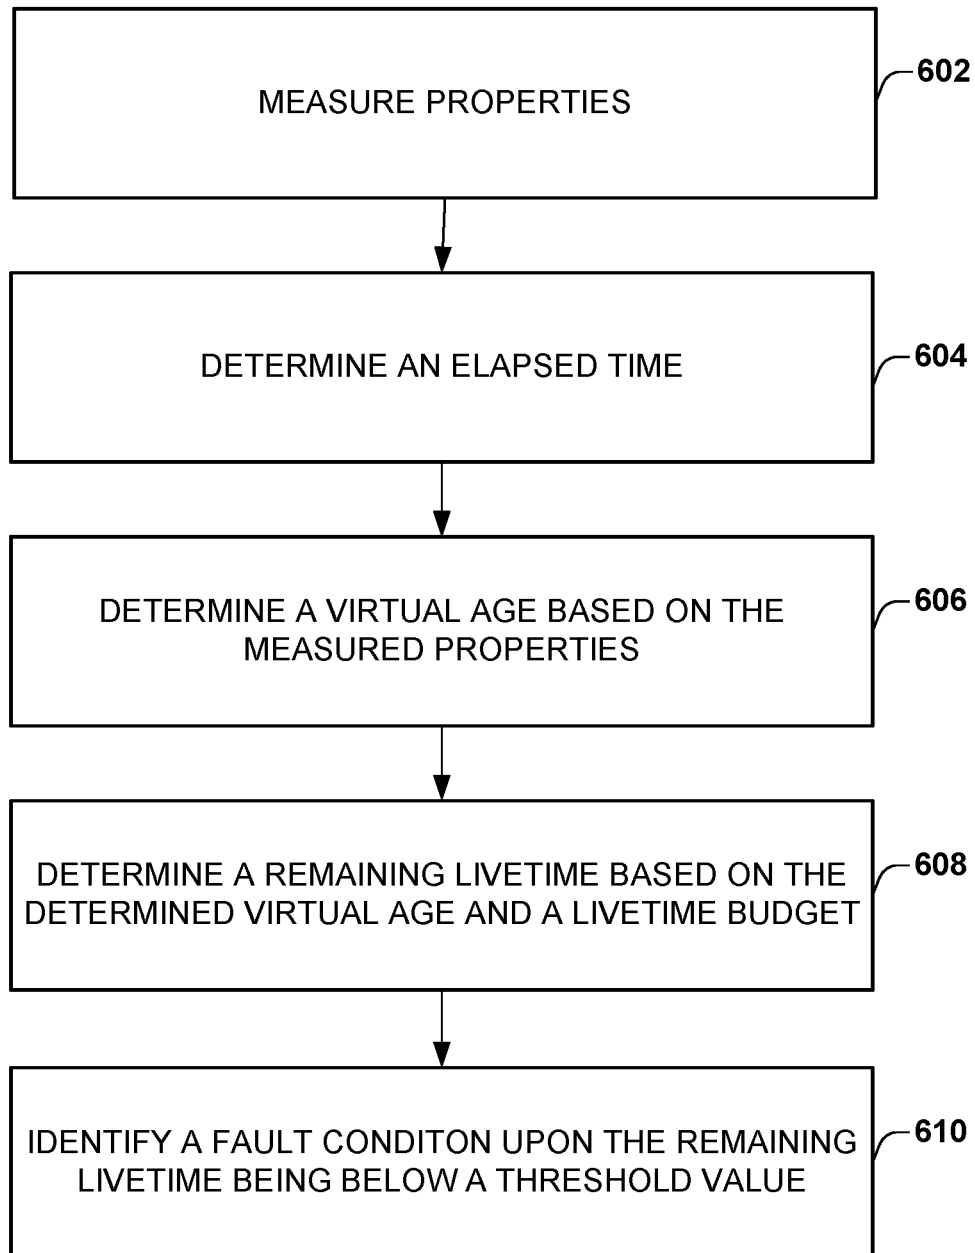 MEASURE PROPERTIES
602
DETERMINE AN ELAPSED TIME
604
DETERMINE A VIRTUAL AGE BASED ON THE
MEASURED PROPERTIES
606
DETERMINE A REMAINING LIVETIME BASED ON THE
DETERMINED VIRTUAL AGE AND A LIVETIME BUDGET
608
IDENTIFY A FAULT CONDITON UPON THE REMAINING
LIVETIME BEING BELOW A THRESHOLD VALUE
610